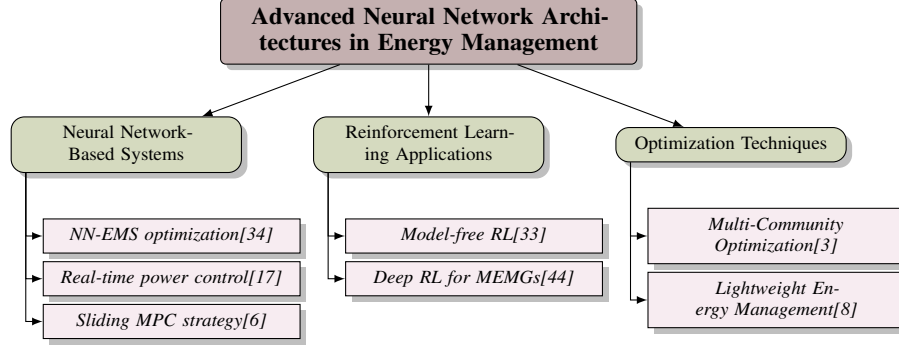 Advanced Neural Network Archi-
tectures in Energy Management
Neural Network-
Based Systems
NN-EMS optimization[34]
Real-time power control[17]
Sliding MPC strategy[6]
Reinforcement Learn-
ing Applications
Model-free RL[33]
Deep RL for MEMGs[44]
Optimization Techniques
Multi-Community
Optimization[3]
Lightweight En-
ergy Management[8]